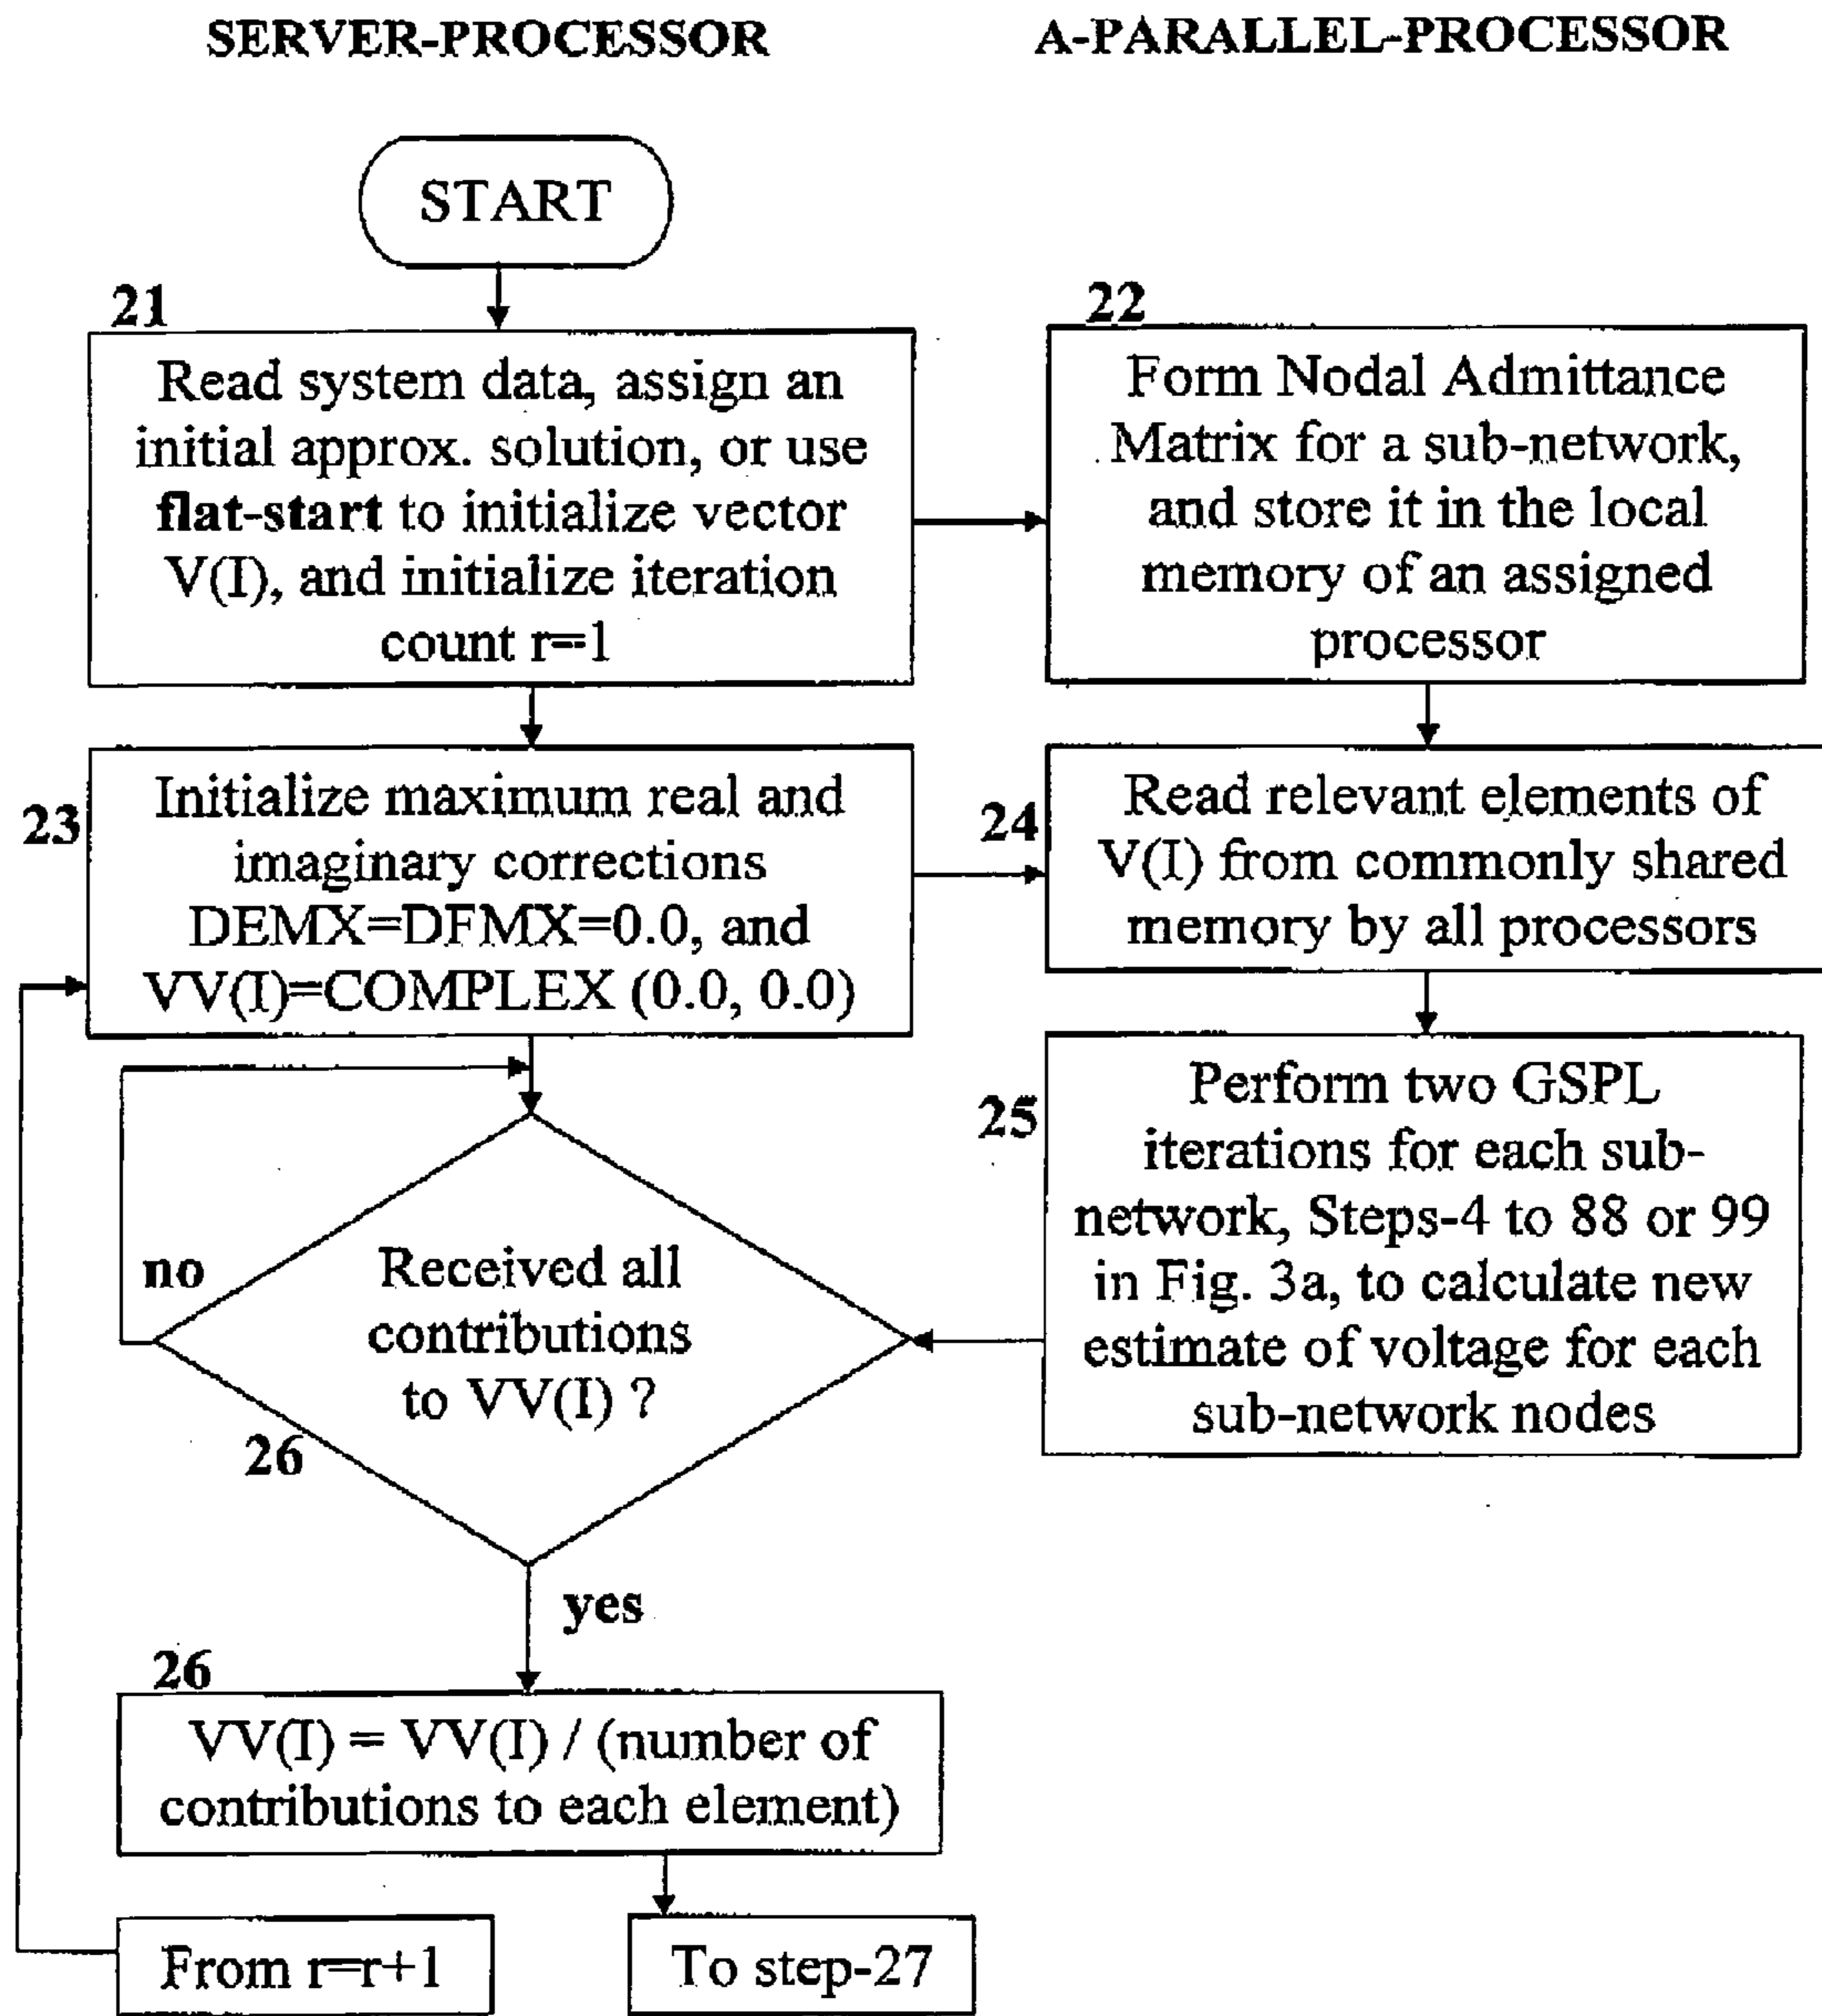 SERVER-PROCESSOR
A-PARALLEL-PROCESSOR
START
21
Read system data, assign an
initial approx. solution, or use
flat-start to initialize vector
V(I), and initialize iteration
count r=1
22
Form Nodal Admittance
Matrix for a sub-network,
and store it in the local
memory of an assigned
processor
23
Initialize maximum real and
imaginary corrections
DEMX=DFMX=0.0, and
VV(I)=COMPLEX (0.0, 0.0)
24
Read relevant elements of
V(I) from commonly shared
memory by all processors
25
Perform two GSPL
iterations for each sub-
network, Steps-4 to 88 or 99
in Fig. 3a, to calculate new
estimate of voltage for each
sub-network nodes
no
Received all
contributions
to VV(I) ?
26
yes
26
VV(I) = VV(I) / (number of
contributions to each element)
From r=r+1
To step-27